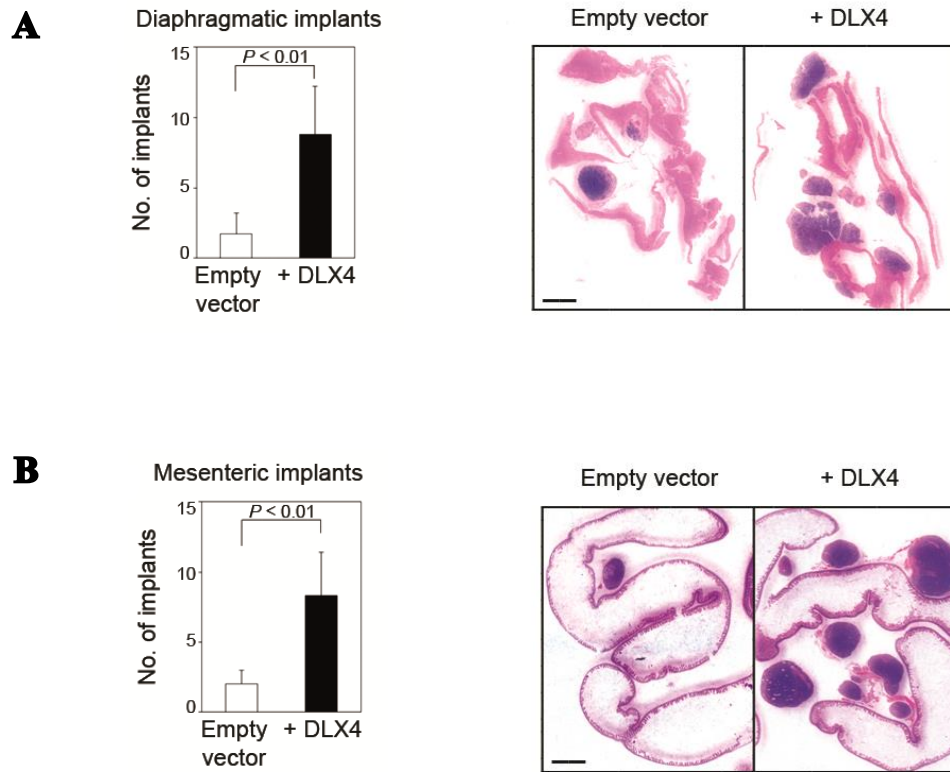 A
Diaphragmatic implants
No. of implants
15
10
5
0
P < 0.01
Empty vector
+ DLX4
Empty vector
+ DLX4
B
Mesenteric implants
No. of implants
15
10
5
0
P < 0.01
Empty vector
+ DLX4
Empty vector
+ DLX4